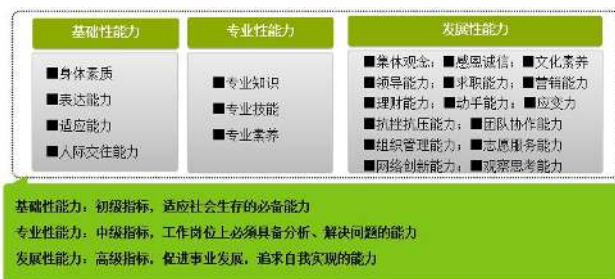 基础性能力
■身体素质
■表达能力
■适应能力
■人际交往能力
专业性能力
■专业知识
■专业技能
■专业素养
发展性能力
■集体观念；■感恩诚信；■文化素养
■领导能力；■求职能力；■营销能力
■理财能力；■动手能力；■应变力
■抗挫抗压能力；■团队协作能力
■组织管理能力；■志愿服务能力
■网络创新能力；■观察思考能力
基础性能力：初级指标，适应社会生存的必备能力
专业性能力：中级指标，工作岗位上必须具备分析、解决问题的能力
发展性能力：高级指标，促进事业发展，追求自我实现的能力